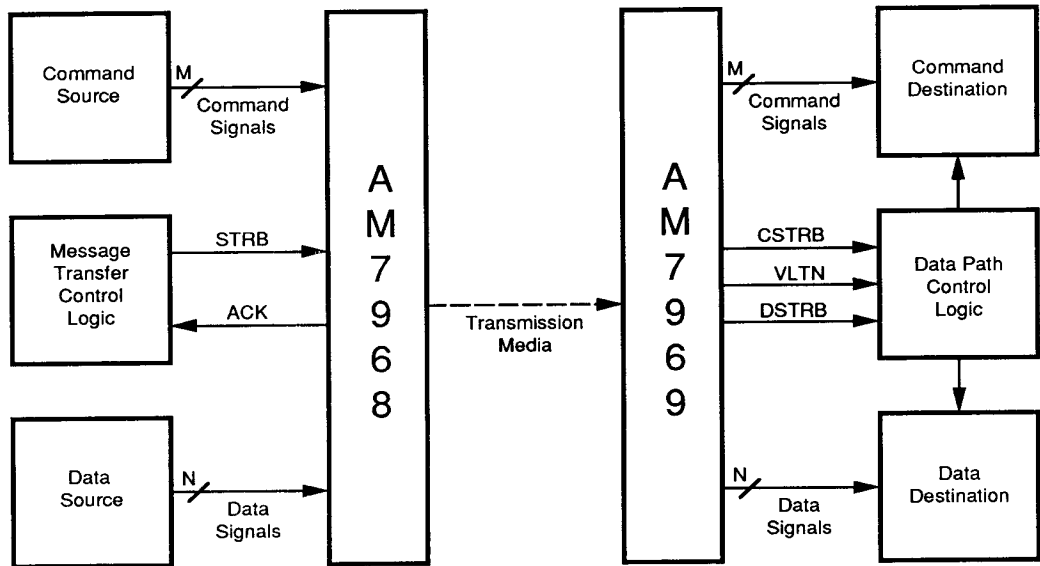 Command
Source
M
Command
Signals
Message
Transfer
Control
Logic
STRB
ACK
Data
Source
N
Data
Signals
A
M
7
9
6
8
Transmission
Media
A
M
7
9
6
9
M
Command
Signals
Command
Destination
CSTRB
VLTN
DSTRB
Data Path
Control
Logic
N
Data
Signals
Data
Destination